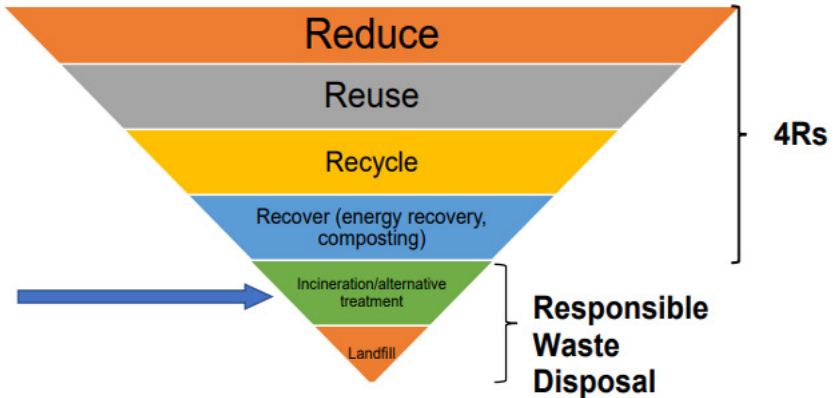 Reduce
Reuse
4Rs
Recycle
Recover (energy recovery,
composting)
Incineration/alternative
treatment
Landfill
Responsible
Waste
Disposal